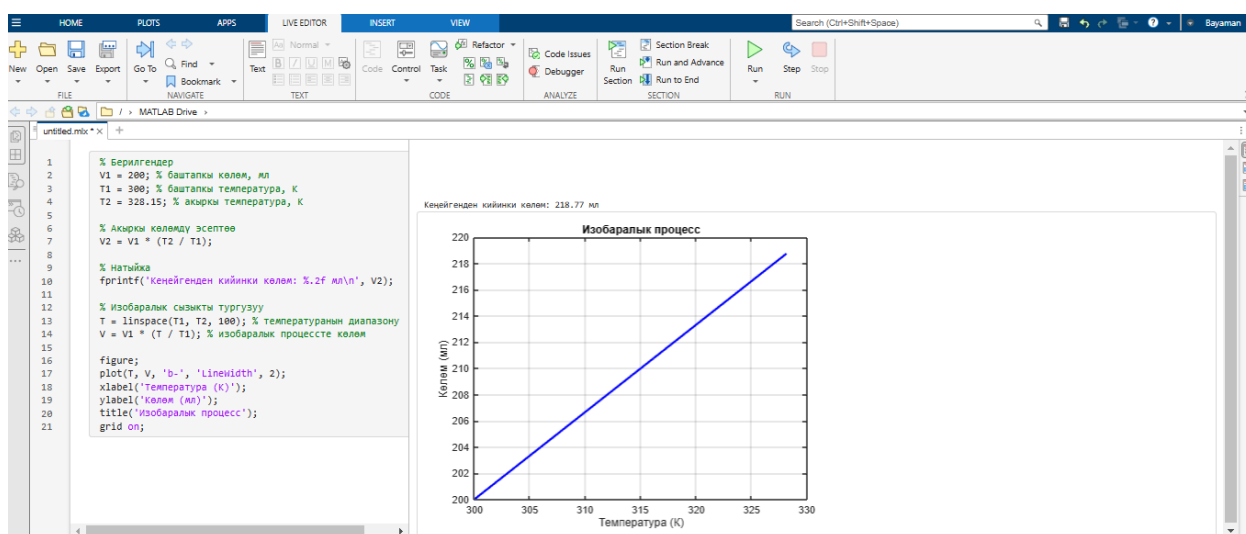 HOME PLOTS APPS LIVE EDITOR INSERT VIEW Search (Ctrl+Shift+Space) Bayaman
New Open Save Export Go To Find Bookmark Text Normal B I U M Code Control Task Refactor Code Issues Debugger Run Section Section Break Run and Advance Run to End Run Step Stop
FILE NAVIGATE TEXT CODE ANALYZE SECTION RUN
/ › MATLAB Drive ›
untitled.mlx * × +
1 % Берилгендер
2 V1 = 200; % баштапкы көлөм, мл
3 T1 = 300; % баштапкы температура, К
4 T2 = 328.15; % акыркы температура, К
5
6 % Акыркы көлөмдү эсептөө
7 V2 = V1 * (T2 / T1);
8
9 % Натыйжа
10 fprintf('Кеңейгенден кийинки көлөм: %.2f мл\n', V2);
11
12 % Изобаралык сызыкты тургузуу
13 T = linspace(T1, T2, 100); % температуранын диапазону
14 V = V1 * (T / T1); % изобаралык процессте көлөм
15
16 figure;
17 plot(T, V, 'b-', 'LineWidth', 2);
18 xlabel('Температура (К)');
19 ylabel('Көлөм (мл)');
20 title('Изобаралык процесс');
21 grid on;
Кеңейгенден кийинки көлөм: 218.77 мл
Изобаралык процесс
220
218
216
214
212
210
208
206
204
202
200
Көлөм (мл)
300 305 310 315 320 325 330
Температура (К)